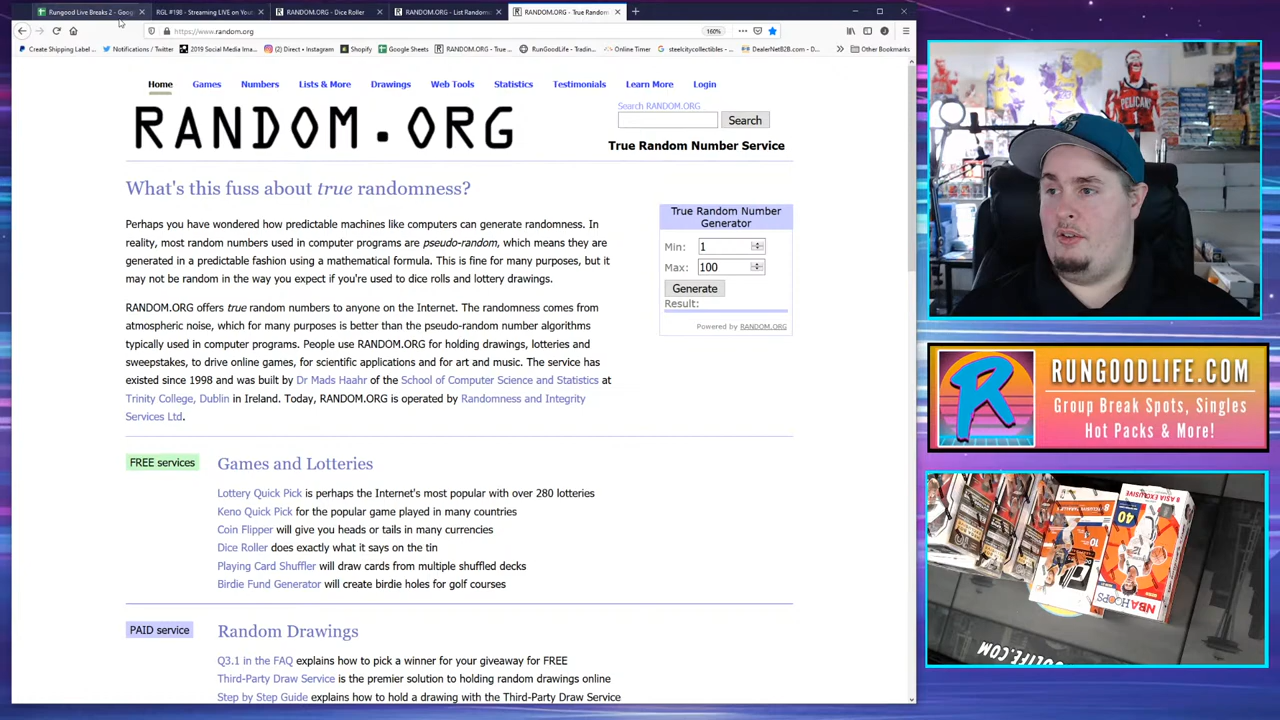 Rungood Live Breaks 2 - Goog
RGL #198 - Streaming LIVE on Your
RANDOM.ORG - Dice Roller
RANDOM.ORG - List Randomi
RANDOM.ORG - True Random
https://www.random.org
160%
Create Shipping Label
Notifications / Twitter
2019 Social Media Ima
(2) Direct • Instagram
Shopify
Google Sheets
RANDOM.ORG - True
RunGoodLife - Tradin
Online Timer
steelcitycollectibles
DealerNetB2B.com - D
Other Bookmarks
Home Games Numbers Lists & More Drawings Web Tools Statistics Testimonials Learn More Login
RANDOM.ORG
Search RANDOM.ORG
Search
True Random Number Service
What's this fuss about true randomness?
Perhaps you have wondered how predictable machines like computers can generate randomness. In
reality, most random numbers used in computer programs are pseudo-random, which means they are
generated in a predictable fashion using a mathematical formula. This is fine for many purposes, but it
may not be random in the way you expect if you're used to dice rolls and lottery drawings.
RANDOM.ORG offers true random numbers to anyone on the Internet. The randomness comes from
atmospheric noise, which for many purposes is better than the pseudo-random number algorithms
typically used in computer programs. People use RANDOM.ORG for holding drawings, lotteries and
sweepstakes, to drive online games, for scientific applications and for art and music. The service has
existed since 1998 and was built by Dr Mads Haahr of the School of Computer Science and Statistics at
Trinity College, Dublin in Ireland. Today, RANDOM.ORG is operated by Randomness and Integrity
Services Ltd.
True Random Number
Generator
Min: 1
Max: 100
Generate
Result:
Powered by RANDOM.ORG
FREE services
Games and Lotteries
Lottery Quick Pick is perhaps the Internet's most popular with over 280 lotteries
Keno Quick Pick for the popular game played in many countries
Coin Flipper will give you heads or tails in many currencies
Dice Roller does exactly what it says on the tin
Playing Card Shuffler will draw cards from multiple shuffled decks
Birdie Fund Generator will create birdie holes for golf courses
PAID service
Random Drawings
Q3.1 in the FAQ explains how to pick a winner for your giveaway for FREE
Third-Party Draw Service is the premier solution to holding random drawings online
Step by Step Guide explains how to hold a drawing with the Third-Party Draw Service
PELICANS
R
RUNGOODLIFE.COM
Group Break Spots, Singles
Hot Packs & More!
8 ASIA EXCLUSIVE
40
10
NBA HOOPS